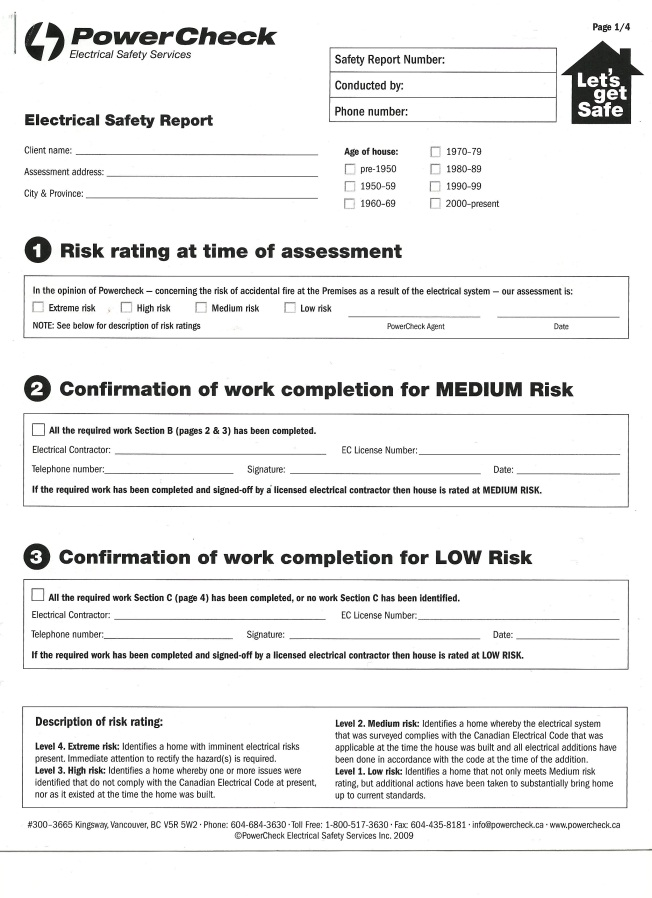 Page 1/4
PowerCheck
Electrical Safety Services
Safety Report Number:
Conducted by:
Phone number:
Let's
get
Safe
Electrical Safety Report
Client name:
Assessment address:
City & Province:
Age of house:
pre-1950
1950-59
1960-69
1970-79
1980-89
1990-99
2000-present
1 Risk rating at time of assessment
In the opinion of Powercheck — concerning the risk of accidental fire at the Premises as a result of the electrical system — our assessment is:
Extreme risk High risk Medium risk Low risk
NOTE: See below for description of risk ratings PowerCheck Agent Date
2 Confirmation of work completion for MEDIUM Risk
All the required work Section B (pages 2 & 3) has been completed.
Electrical Contractor: EC License Number:
Telephone number: Signature: Date:
If the required work has been completed and signed-off by a licensed electrical contractor then house is rated at MEDIUM RISK.
3 Confirmation of work completion for LOW Risk
All the required work Section C (page 4) has been completed, or no work Section C has been identified.
Electrical Contractor: EC License Number:
Telephone number: Signature: Date:
If the required work has been completed and signed-off by a licensed electrical contractor then house is rated at LOW RISK.
Description of risk rating:
Level 4. Extreme risk: Identifies a home with imminent electrical risks
present. Immediate attention to rectify the hazard(s) is required.
Level 3. High risk: Identifies a home whereby one or more issues were
identified that do not comply with the Canadian Electrical Code at present,
nor as it existed at the time the home was built.
Level 2. Medium risk: Identifies a home whereby the electrical system
that was surveyed complies with the Canadian Electrical Code that was
applicable at the time the house was built and all electrical additions have
been done in accordance with the code at the time of the addition.
Level 1. Low risk: Identifies a home that not only meets Medium risk
rating, but additional actions have been taken to substantially bring home
up to current standards.
#300-3665 Kingsway, Vancouver, BC V5R 5W2 · Phone: 604-684-3630 · Toll Free: 1-800-517-3630 · Fax: 604-435-8181 · info@powercheck.ca · www.powercheck.ca
©PowerCheck Electrical Safety Services Inc. 2009